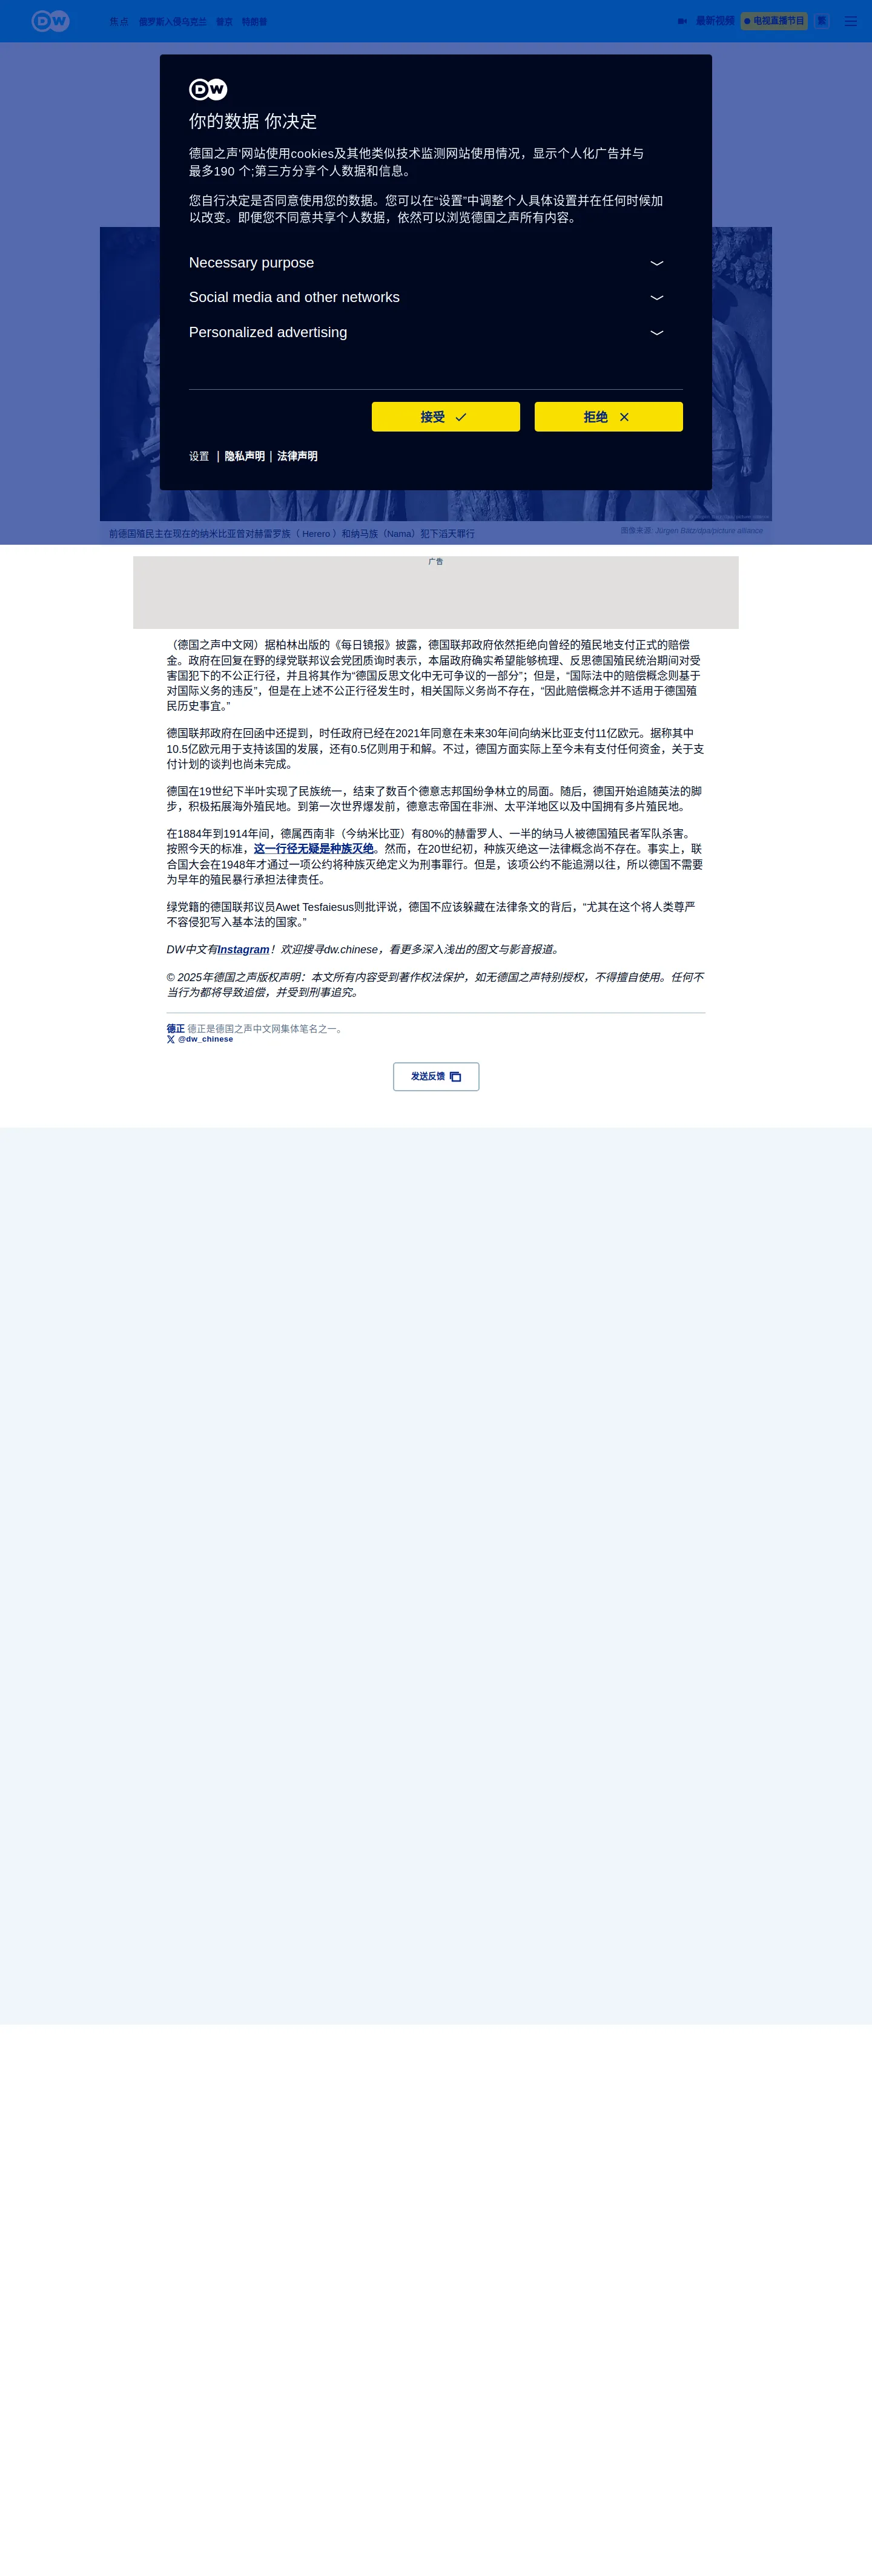 DW
焦点 俄罗斯入侵乌克兰 普京 特朗普
最新视频 电视直播节目 繁
DW
你的数据 你决定
德国之声'网站使用cookies及其他类似技术监测网站使用情况，显示个人化广告并与
最多190 个;第三方分享个人数据和信息。
您自行决定是否同意使用您的数据。您可以在“设置”中调整个人具体设置并在任何时候加
以改变。即便您不同意共享个人数据，依然可以浏览德国之声所有内容。
Necessary purpose
Social media and other networks
Personalized advertising
接受 拒绝
设置 | 隐私声明 | 法律声明
前德国殖民主在现在的纳米比亚曾对赫雷罗族（ Herero ）和纳马族（Nama）犯下滔天罪行
图像来源: Jürgen Bätz/dpa/picture alliance
广告
（德国之声中文网）据柏林出版的《每日镜报》披露，德国联邦政府依然拒绝向曾经的殖民地支付正式的赔偿
金。政府在回复在野的绿党联邦议会党团质询时表示，本届政府确实希望能够梳理、反思德国殖民统治期间对受
害国犯下的不公正行径，并且将其作为“德国反思文化中无可争议的一部分”；但是，“国际法中的赔偿概念则基于
对国际义务的违反”，但是在上述不公正行径发生时，相关国际义务尚不存在，“因此赔偿概念并不适用于德国殖
民历史事宜。”
德国联邦政府在回函中还提到，时任政府已经在2021年同意在未来30年间向纳米比亚支付11亿欧元。据称其中
10.5亿欧元用于支持该国的发展，还有0.5亿则用于和解。不过，德国方面实际上至今未有支付任何资金，关于支
付计划的谈判也尚未完成。
德国在19世纪下半叶实现了民族统一，结束了数百个德意志邦国纷争林立的局面。随后，德国开始追随英法的脚
步，积极拓展海外殖民地。到第一次世界爆发前，德意志帝国在非洲、太平洋地区以及中国拥有多片殖民地。
在1884年到1914年间，德属西南非（今纳米比亚）有80%的赫雷罗人、一半的纳马人被德国殖民者军队杀害。
按照今天的标准，这一行径无疑是种族灭绝。然而，在20世纪初，种族灭绝这一法律概念尚不存在。事实上，联
合国大会在1948年才通过一项公约将种族灭绝定义为刑事罪行。但是，该项公约不能追溯以往，所以德国不需要
为早年的殖民暴行承担法律责任。
绿党籍的德国联邦议员Awet Tesfaiesus则批评说，德国不应该躲藏在法律条文的背后，“尤其在这个将人类尊严
不容侵犯写入基本法的国家。”
DW中文有Instagram！欢迎搜寻dw.chinese，看更多深入浅出的图文与影音报道。
© 2025年德国之声版权声明：本文所有内容受到著作权法保护，如无德国之声特别授权，不得擅自使用。任何不
当行为都将导致追偿，并受到刑事追究。
德正 德正是德国之声中文网集体笔名之一。
@dw_chinese
发送反馈